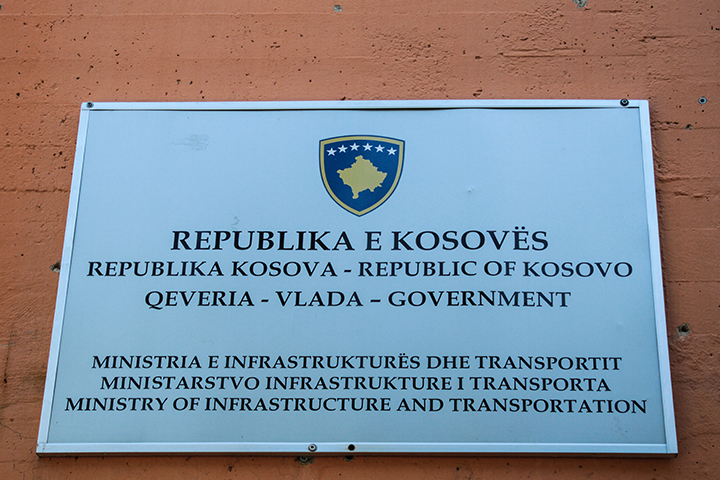 REPUBLIKA E KOSOVËS
REPUBLIKA KOSOVA - REPUBLIC OF KOSOVO
QEVERIA - VLADA – GOVERNMENT
MINISTRIA E INFRASTRUKTURËS DHE TRANSPORTIT
MINISTARSTVO INFRASTRUKTURE I TRANSPORTA
MINISTRY OF INFRASTRUCTURE AND TRANSPORTATION